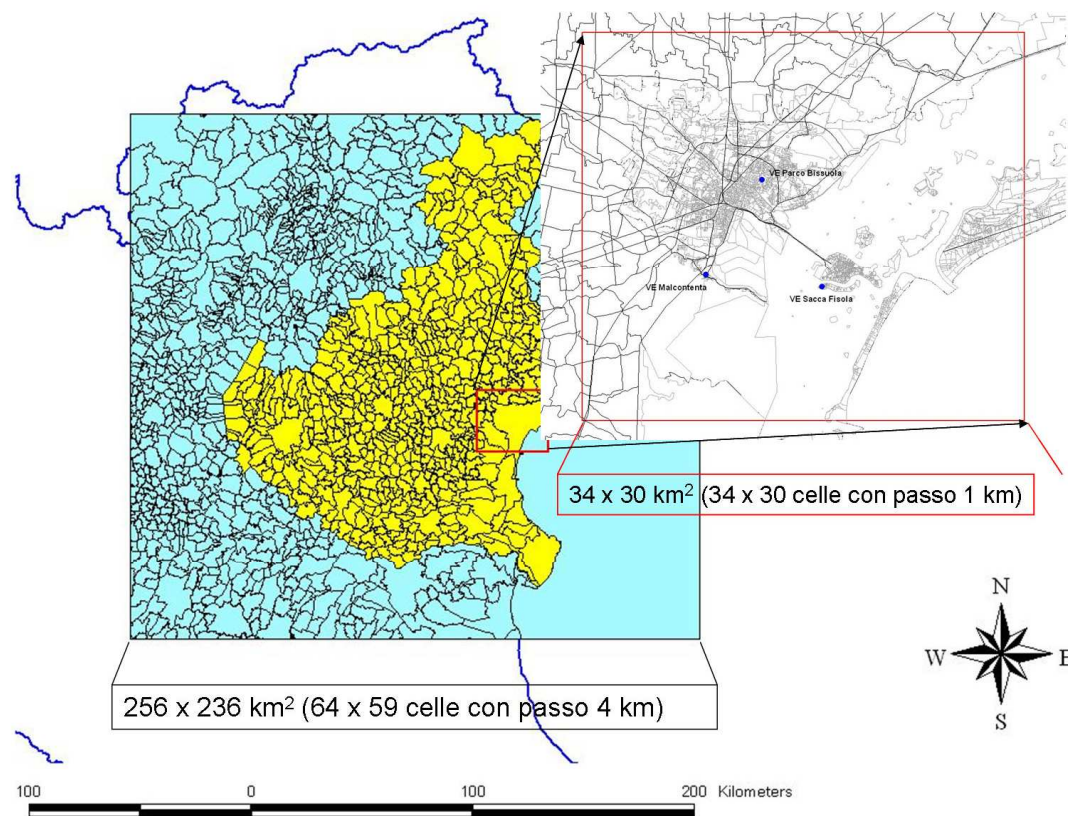 VE Parco Bissuola
VE Malcontenta
VE Sacca Fisola
34 x 30 km² (34 x 30 celle con passo 1 km)
256 x 236 km² (64 x 59 celle con passo 4 km)
N
W E
S
100 0 100 200 Kilometers